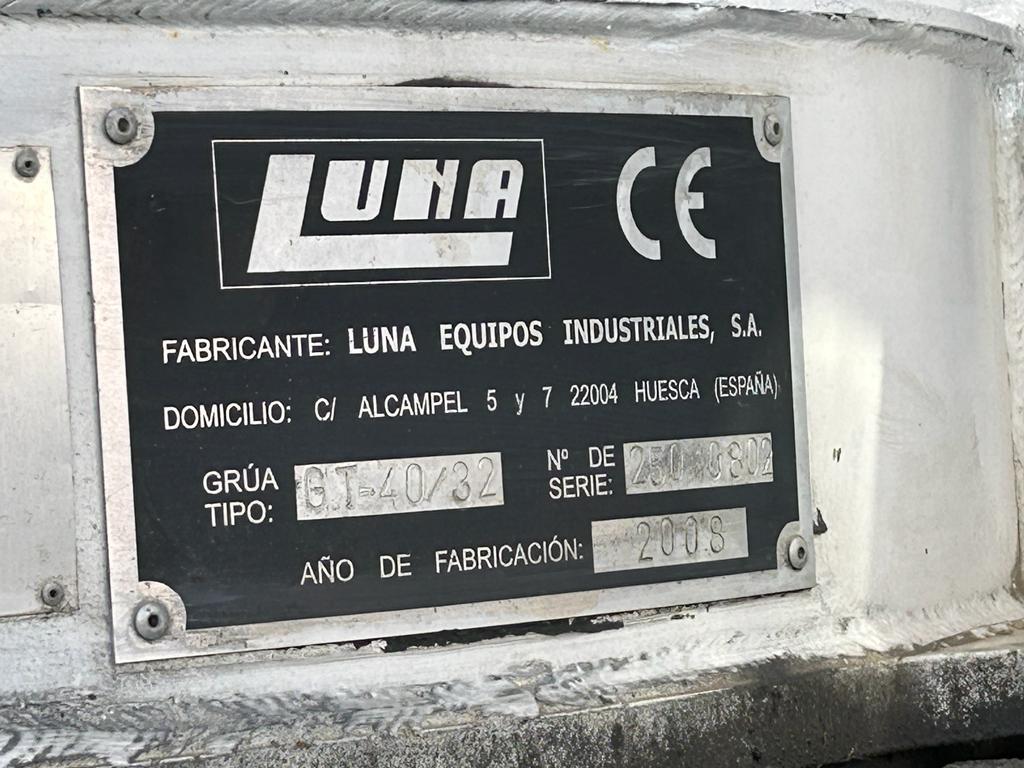 LUNA CE
FABRICANTE: LUNA EQUIPOS INDUSTRIALES, S.A.
DOMICILIO: C/ ALCAMPEL 5 y 7 22004 HUESCA (ESPAÑA)
GRÚA TIPO: GT-40/32
Nº DE SERIE:
AÑO DE FABRICACIÓN: 2008